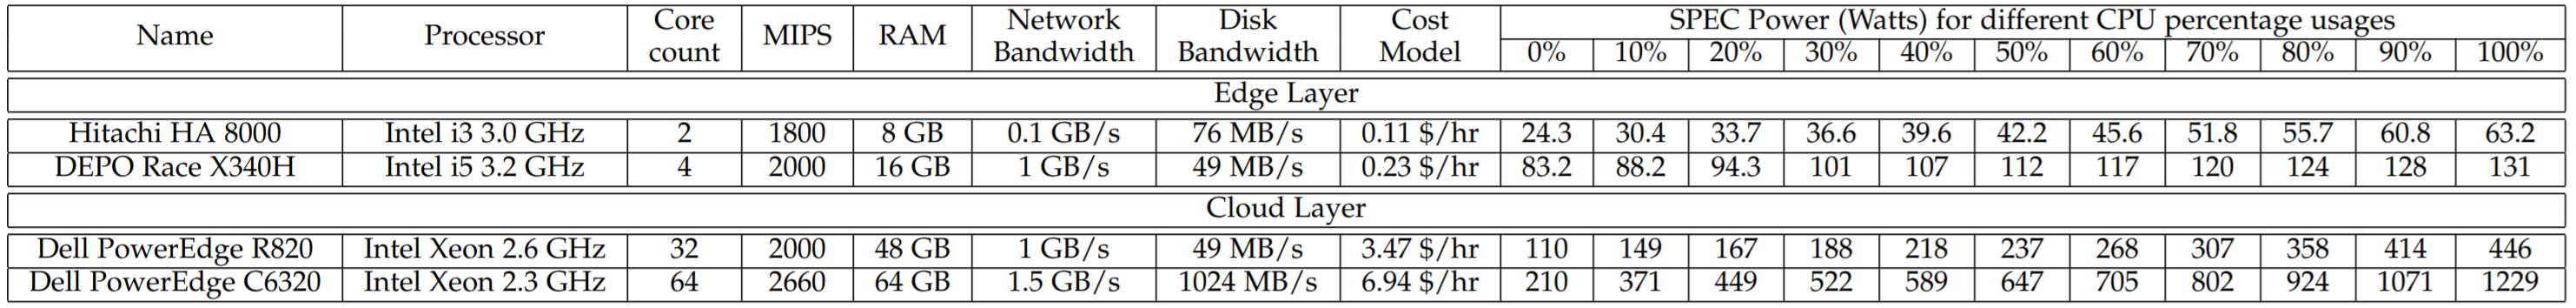 Name Processor Core count MIPS RAM Network Bandwidth Disk Bandwidth Cost Model SPEC Power (Watts) for different CPU percentage usages
0% 10% 20% 30% 40% 50% 60% 70% 80% 90% 100%
Edge Layer
Hitachi HA 8000 Intel i3 3.0 GHz 2 1800 8 GB 0.1 GB/s 76 MB/s 0.11 $/hr 24.3 30.4 33.7 36.6 39.6 42.2 45.6 51.8 55.7 60.8 63.2
DEPO Race X340H Intel i5 3.2 GHz 4 2000 16 GB 1 GB/s 49 MB/s 0.23 $/hr 83.2 88.2 94.3 101 107 112 117 120 124 128 131
Cloud Layer
Dell PowerEdge R820 Intel Xeon 2.6 GHz 32 2000 48 GB 1 GB/s 49 MB/s 3.47 $/hr 110 149 167 188 218 237 268 307 358 414 446
Dell PowerEdge C6320 Intel Xeon 2.3 GHz 64 2660 64 GB 1.5 GB/s 1024 MB/s 6.94 $/hr 210 371 449 522 589 647 705 802 924 1071 1229